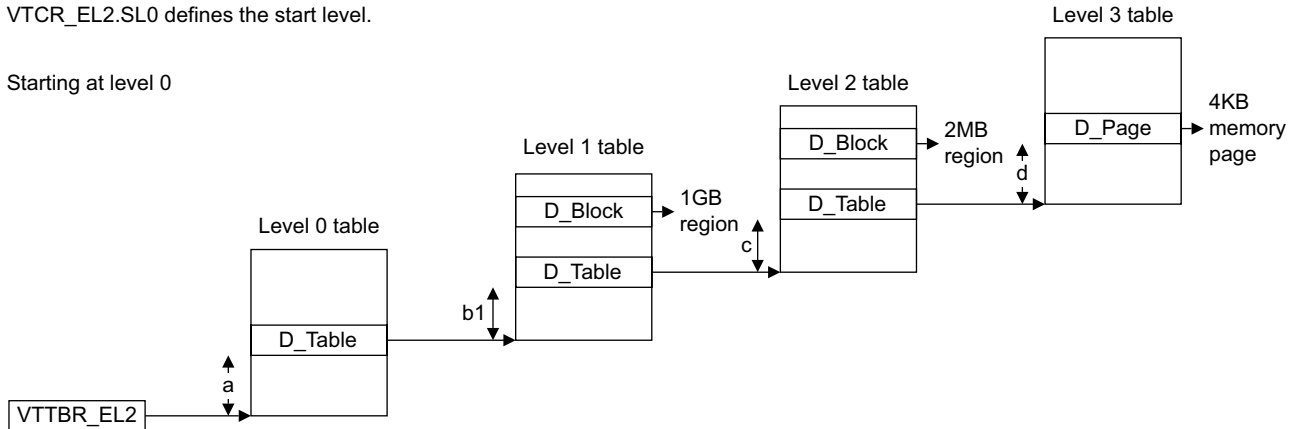 VTCR_EL2.SL0 defines the start level.
Starting at level 0
Level 3 table
D_Page
4KB
memory
page
Level 2 table
D_Block
2MB
region
D_Table
d
Level 1 table
D_Block
1GB
region
D_Table
c
Level 0 table
D_Table
b1
a
VTTBR_EL2